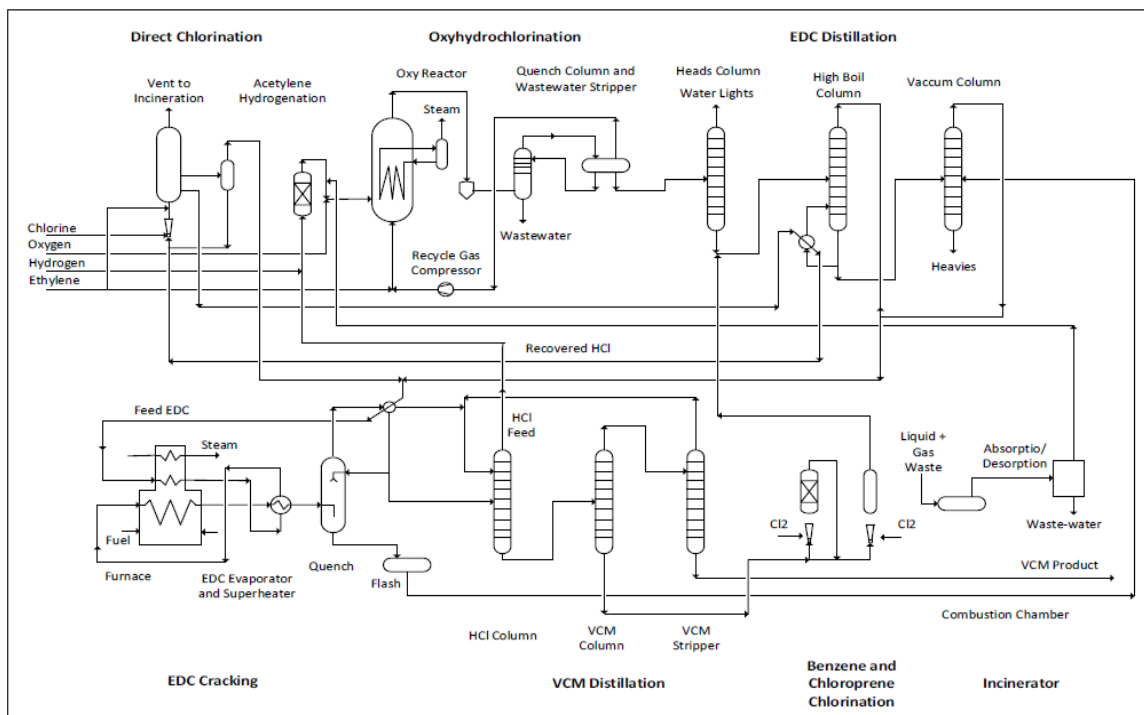 Direct Chlorination
Oxyhydrochlorination
EDC Distillation
Vent to
Incineration
Acetylene
Hydrogenation
Oxy Reactor
Steam
Quench Column and
Wastewater Stripper
Heads Column
Water Lights
High Boil
Column
Vaccum Column
Chlorine
Oxygen
Hydrogen
Ethylene
Recycle Gas
Compressor
Wastewater
Heavies
Recovered HCl
Feed EDC
Steam
HCl
Feed
Liquid +
Gas
Waste
Absorptio/
Desorption
Fuel
Furnace
EDC Evaporator
and Superheater
Quench
Flash
Cl2
Cl2
Waste-water
VCM Product
Combustion Chamber
HCl Column
VCM
Column
VCM
Stripper
EDC Cracking
VCM Distillation
Benzene and
Chloroprene
Chlorination
Incinerator